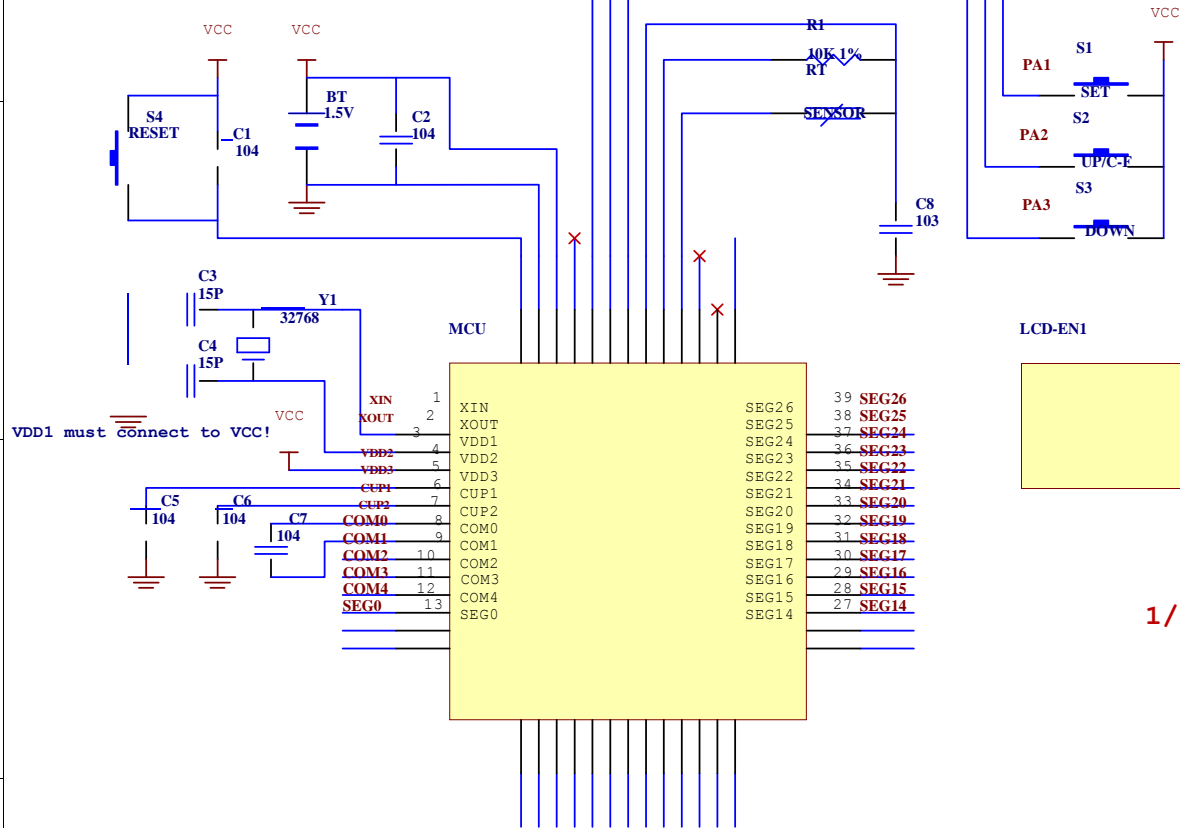 VCC
VCC
VCC
R1
10K 1%
RT
SENSOR
S1
PA1
SET
S2
PA2
UP/C-F
S3
PA3
DOWN
BT
1.5V
S4
RESET
C1
104
C2
104
C8
103
C3
15P
Y1
32768
C4
15P
MCU
LCD-EN1
VCC
VDD1 must connect to VCC!
XIN
1
XIN
XOUT
2
XOUT
3
VDD1
VDD2
4
VDD2
VDD3
5
VDD3
CUP1
6
CUP1
CUP2
7
CUP2
COM0
8
COM0
COM1
9
COM1
COM2
10
COM2
COM3
11
COM3
COM4
12
COM4
SEG0
13
SEG0
C5
104
C6
104
C7
104
SEG26
39 SEG26
SEG25
38 SEG25
SEG24
37 SEG24
SEG23
36 SEG23
SEG22
35 SEG22
SEG21
34 SEG21
SEG20
33 SEG20
SEG19
32 SEG19
SEG18
31 SEG18
SEG17
30 SEG17
SEG16
29 SEG16
SEG15
28 SEG15
SEG14
27 SEG14
1/